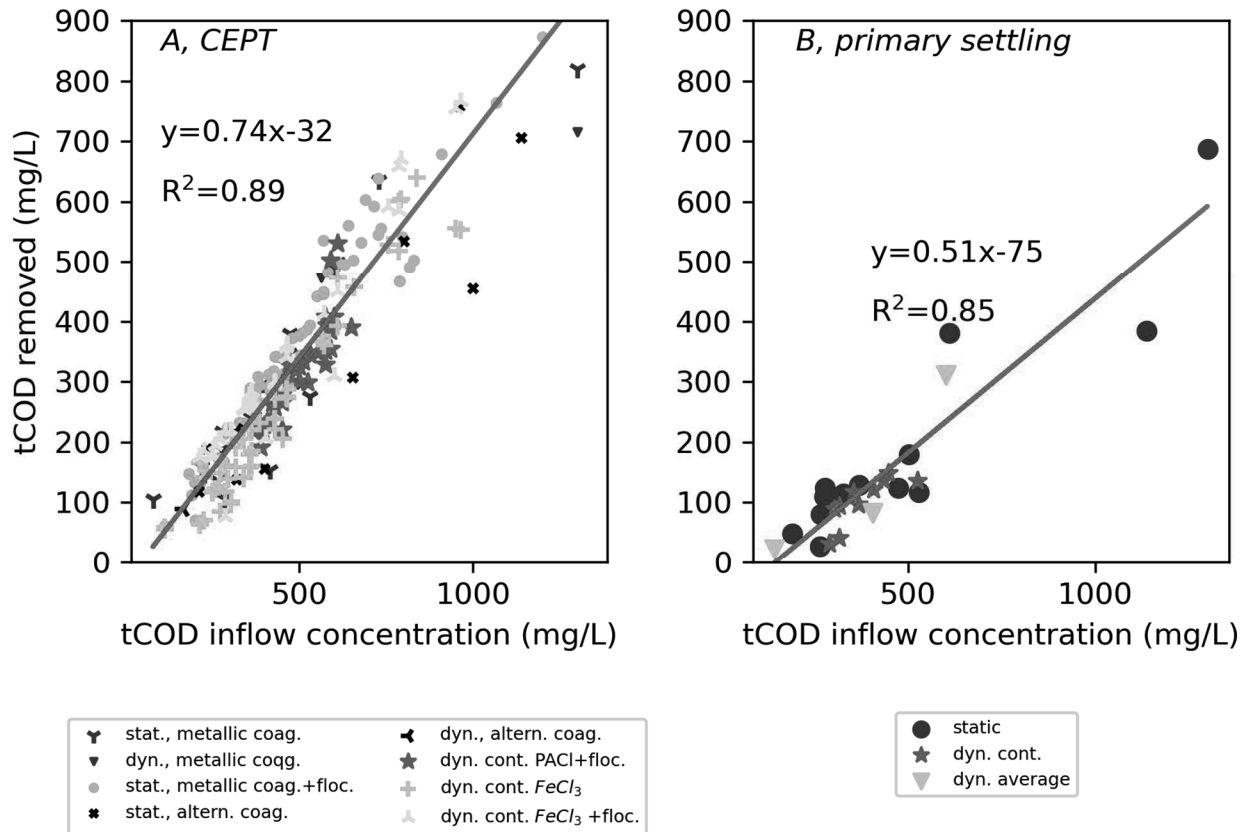 A, CEPT
y=0.74x-32
R²=0.89
tCOD removed (mg/L)
900
800
700
600
500
400
300
200
100
0
500 1000
tCOD inflow concentration (mg/L)
B, primary settling
y=0.51x-75
R²=0.85
900
800
700
600
500
400
300
200
100
0
500 1000
tCOD inflow concentration (mg/L)
stat., metallic coag.
dyn., metallic coqg.
stat., metallic coag.+floc.
stat., altern. coag.
dyn., altern. coag.
dyn. cont. PACl+floc.
dyn. cont. FeCl₃
dyn. cont. FeCl₃ +floc.
static
dyn. cont.
dyn. average